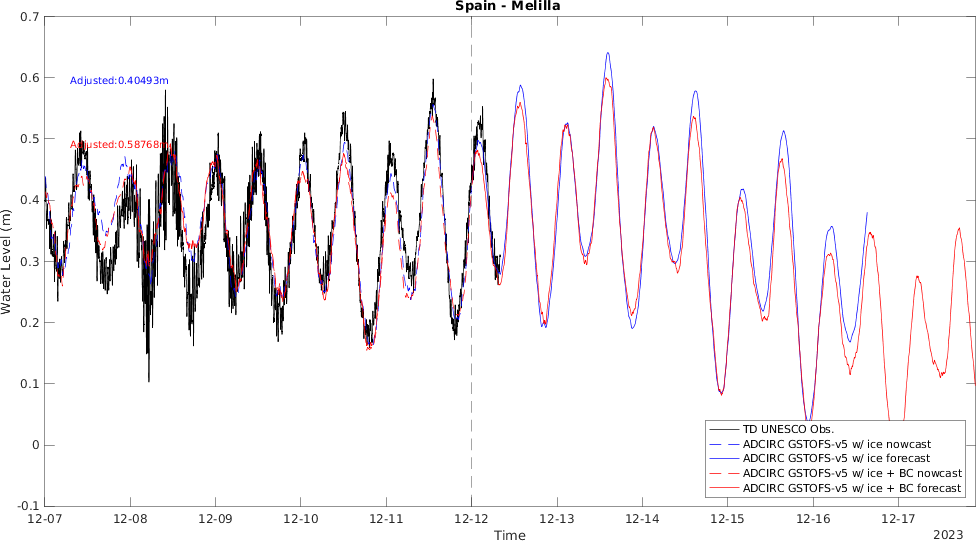 Spain - Melilla
0.7
0.6
0.5
0.4
0.3
0.2
0.1
0
-0.1
Water Level (m)
Adjusted:0.40493m
Adjusted:0.58768m
TD UNESCO Obs.
ADCIRC GSTOFS-v5 w/ ice nowcast
ADCIRC GSTOFS-v5 w/ ice forecast
ADCIRC GSTOFS-v5 w/ ice + BC nowcast
ADCIRC GSTOFS-v5 w/ ice + BC forecast
12-07 12-08 12-09 12-10 12-11 12-12 12-13 12-14 12-15 12-16 12-17
Time
2023